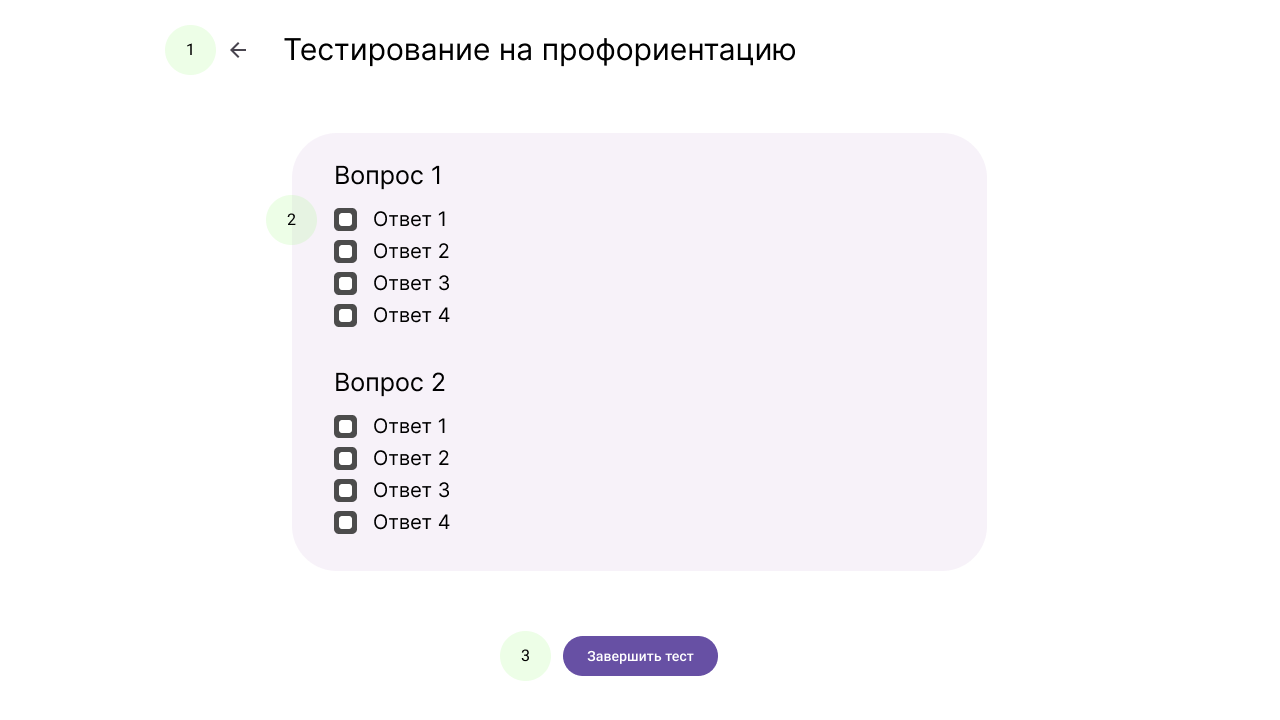 1 Тестирование на профориентацию
Вопрос 1
2 Ответ 1
Ответ 2
Ответ 3
Ответ 4
Вопрос 2
Ответ 1
Ответ 2
Ответ 3
Ответ 4
3 Завершить тест